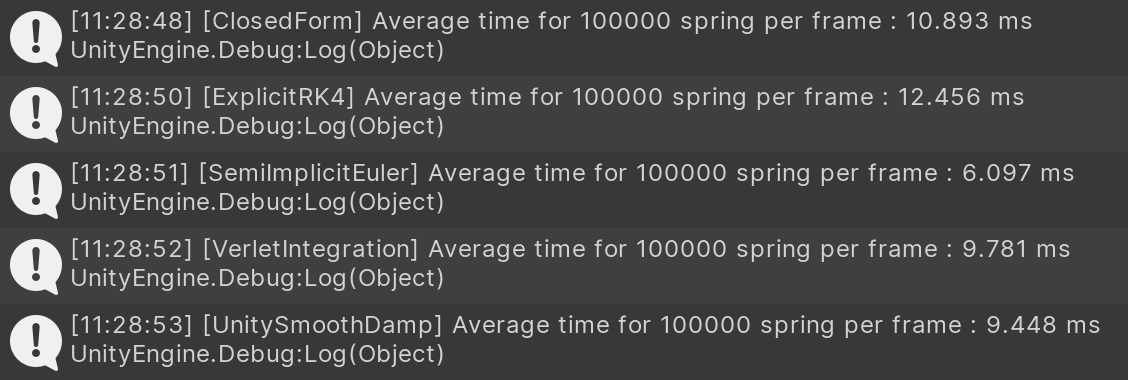 [11:28:48] [ClosedForm] Average time for 100000 spring per frame : 10.893 ms
UnityEngine.Debug:Log(Object)
[11:28:50] [ExplicitRK4] Average time for 100000 spring per frame : 12.456 ms
UnityEngine.Debug:Log(Object)
[11:28:51] [SemiImplicitEuler] Average time for 100000 spring per frame : 6.097 ms
UnityEngine.Debug:Log(Object)
[11:28:52] [VerletIntegration] Average time for 100000 spring per frame : 9.781 ms
UnityEngine.Debug:Log(Object)
[11:28:53] [UnitySmoothDamp] Average time for 100000 spring per frame : 9.448 ms
UnityEngine.Debug:Log(Object)